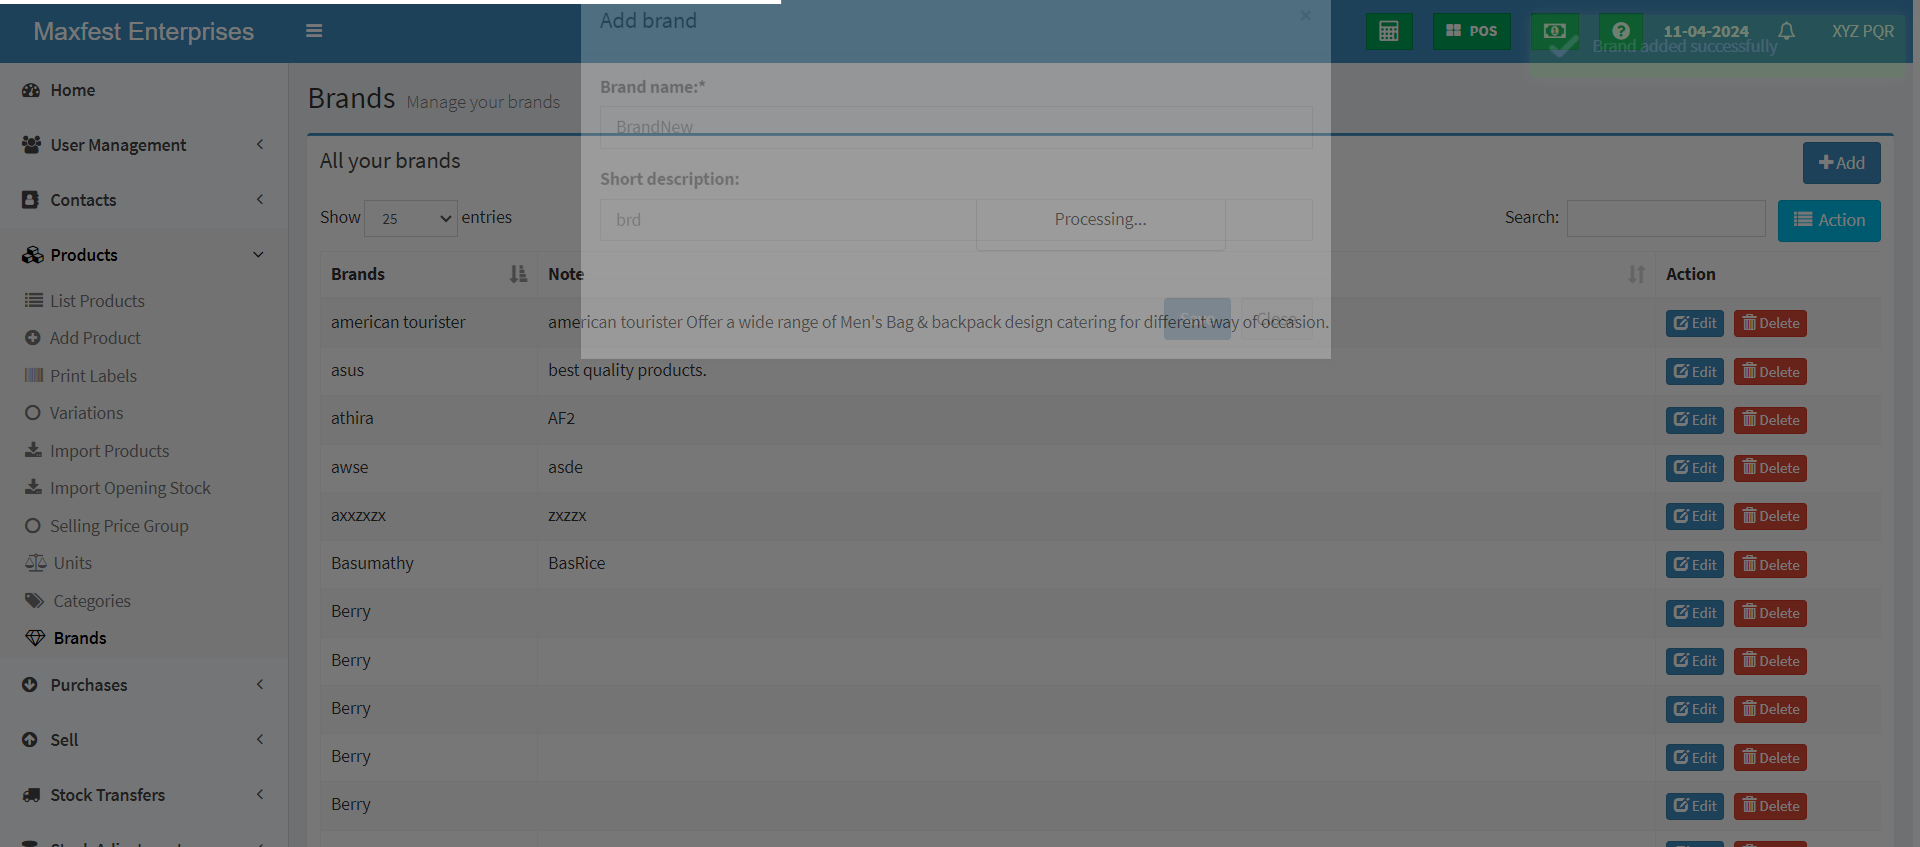 Maxfest Enterprises
Add brand
×
POS
11-04-2024
XYZ PQR
Brand added successfully
Home
User Management
Contacts
Products
List Products
Add Product
Print Labels
Variations
Import Products
Import Opening Stock
Selling Price Group
Units
Categories
Brands
Purchases
Sell
Stock Transfers
Brands Manage your brands
Brand name:*
BrandNew
All your brands
Add
Short description:
brd
Processing...
Show 25 entries
Search:
Action
Brands Note Action
american tourister american tourister Offer a wide range of Men's Bag & backpack design catering for different way of occasion. Edit Delete
Save Close
asus best quality products. Edit Delete
athira AF2 Edit Delete
awse asde Edit Delete
axxzxzx zxzzx Edit Delete
Basumathy BasRice Edit Delete
Berry Edit Delete
Berry Edit Delete
Berry Edit Delete
Berry Edit Delete
Berry Edit Delete